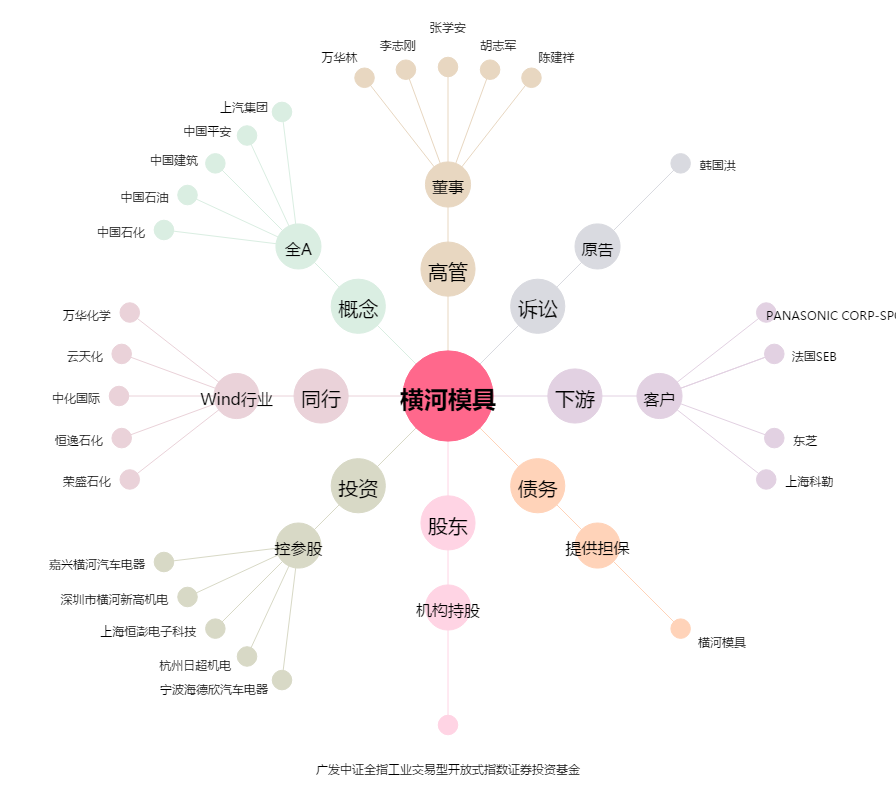 张学安
李志刚
胡志军
万华林
陈建祥
上汽集团
中国平安
中国建筑
韩国洪
董事
中国石油
中国石化
全A
原告
高管
概念
诉讼
万华化学
PANASONIC CORP-SPO
云天化
法国SEB
中化国际
Wind行业
同行
横河模具
下游
客户
恒逸石化
东芝
荣盛石化
上海科勒
投资
债务
股东
控参股
提供担保
嘉兴横河汽车电器
深圳市横河新高机电
机构持股
上海恒澎电子科技
横河模具
杭州日超机电
宁波海德欣汽车电器
广发中证全指工业交易型开放式指数证券投资基金